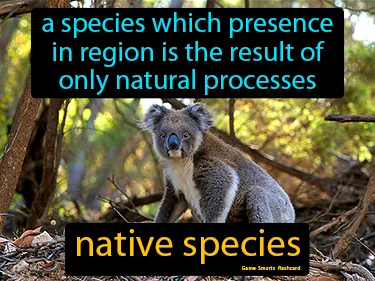 a species which presence
in region is the result of
only natural processes
native species
Game Smartz flashcard